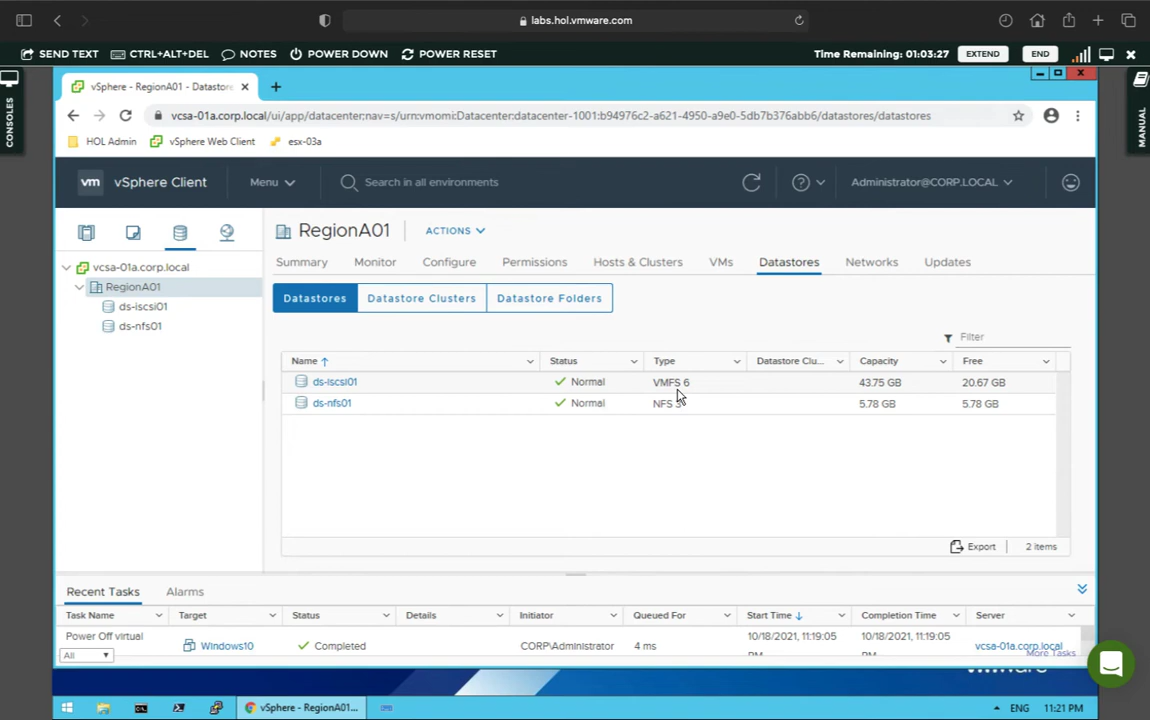 labs.hol.vmware.com
SEND TEXT CTRL+ALT+DEL NOTES POWER DOWN POWER RESET Time Remaining: 01:03:27 EXTEND END
CONSOLES
MANUAL
vSphere - RegionA01 - Datastore
vcsa-01a.corp.local/ui/app/datacenter;nav=s/urn:vmomi:Datacenter:datacenter-1001:b94976c2-a621-4950-a9e0-5db7b376abb6/datastores/datastores
HOL Admin vSphere Web Client esx-03a
vm vSphere Client Menu Search in all environments Administrator@CORP.LOCAL
RegionA01 ACTIONS
vcsa-01a.corp.local
RegionA01
ds-iscsi01
ds-nfs01
Summary Monitor Configure Permissions Hosts & Clusters VMs Datastores Networks Updates
Datastores Datastore Clusters Datastore Folders
Filter
Name Status Type Datastore Clu... Capacity Free
ds-iscsi01 Normal VMFS 6 43.75 GB 20.67 GB
ds-nfs01 Normal NFS 3 5.78 GB 5.78 GB
Export 2 items
Recent Tasks Alarms
Task Name Target Status Details Initiator Queued For Start Time Completion Time Server
Power Off virtual Windows10 Completed CORP\Administrator 4 ms 10/18/2021, 11:19:05 PM 10/18/2021, 11:19:05 PM vcsa-01a.corp.local
All More Tasks
vmware
vSphere - RegionA01... ENG 11:21 PM